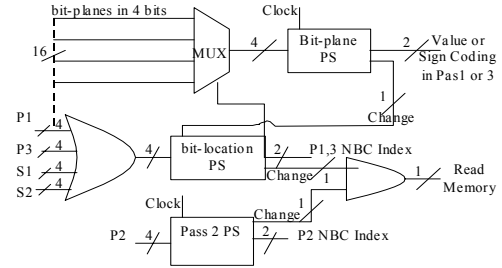 bit-planes in 4 bits
Clock
16
MUX
4
Bit-plane
PS
2
Value or
Sign Coding
in Pas1 or 3
1
Change
P1
4
P3
4
S1
4
S2
4
4
bit-location
PS
2
P1,3 NBC Index
Change
1
1
1
Read
Memory
Clock
Change
1
P2
4
Pass 2 PS
2
P2 NBC Index